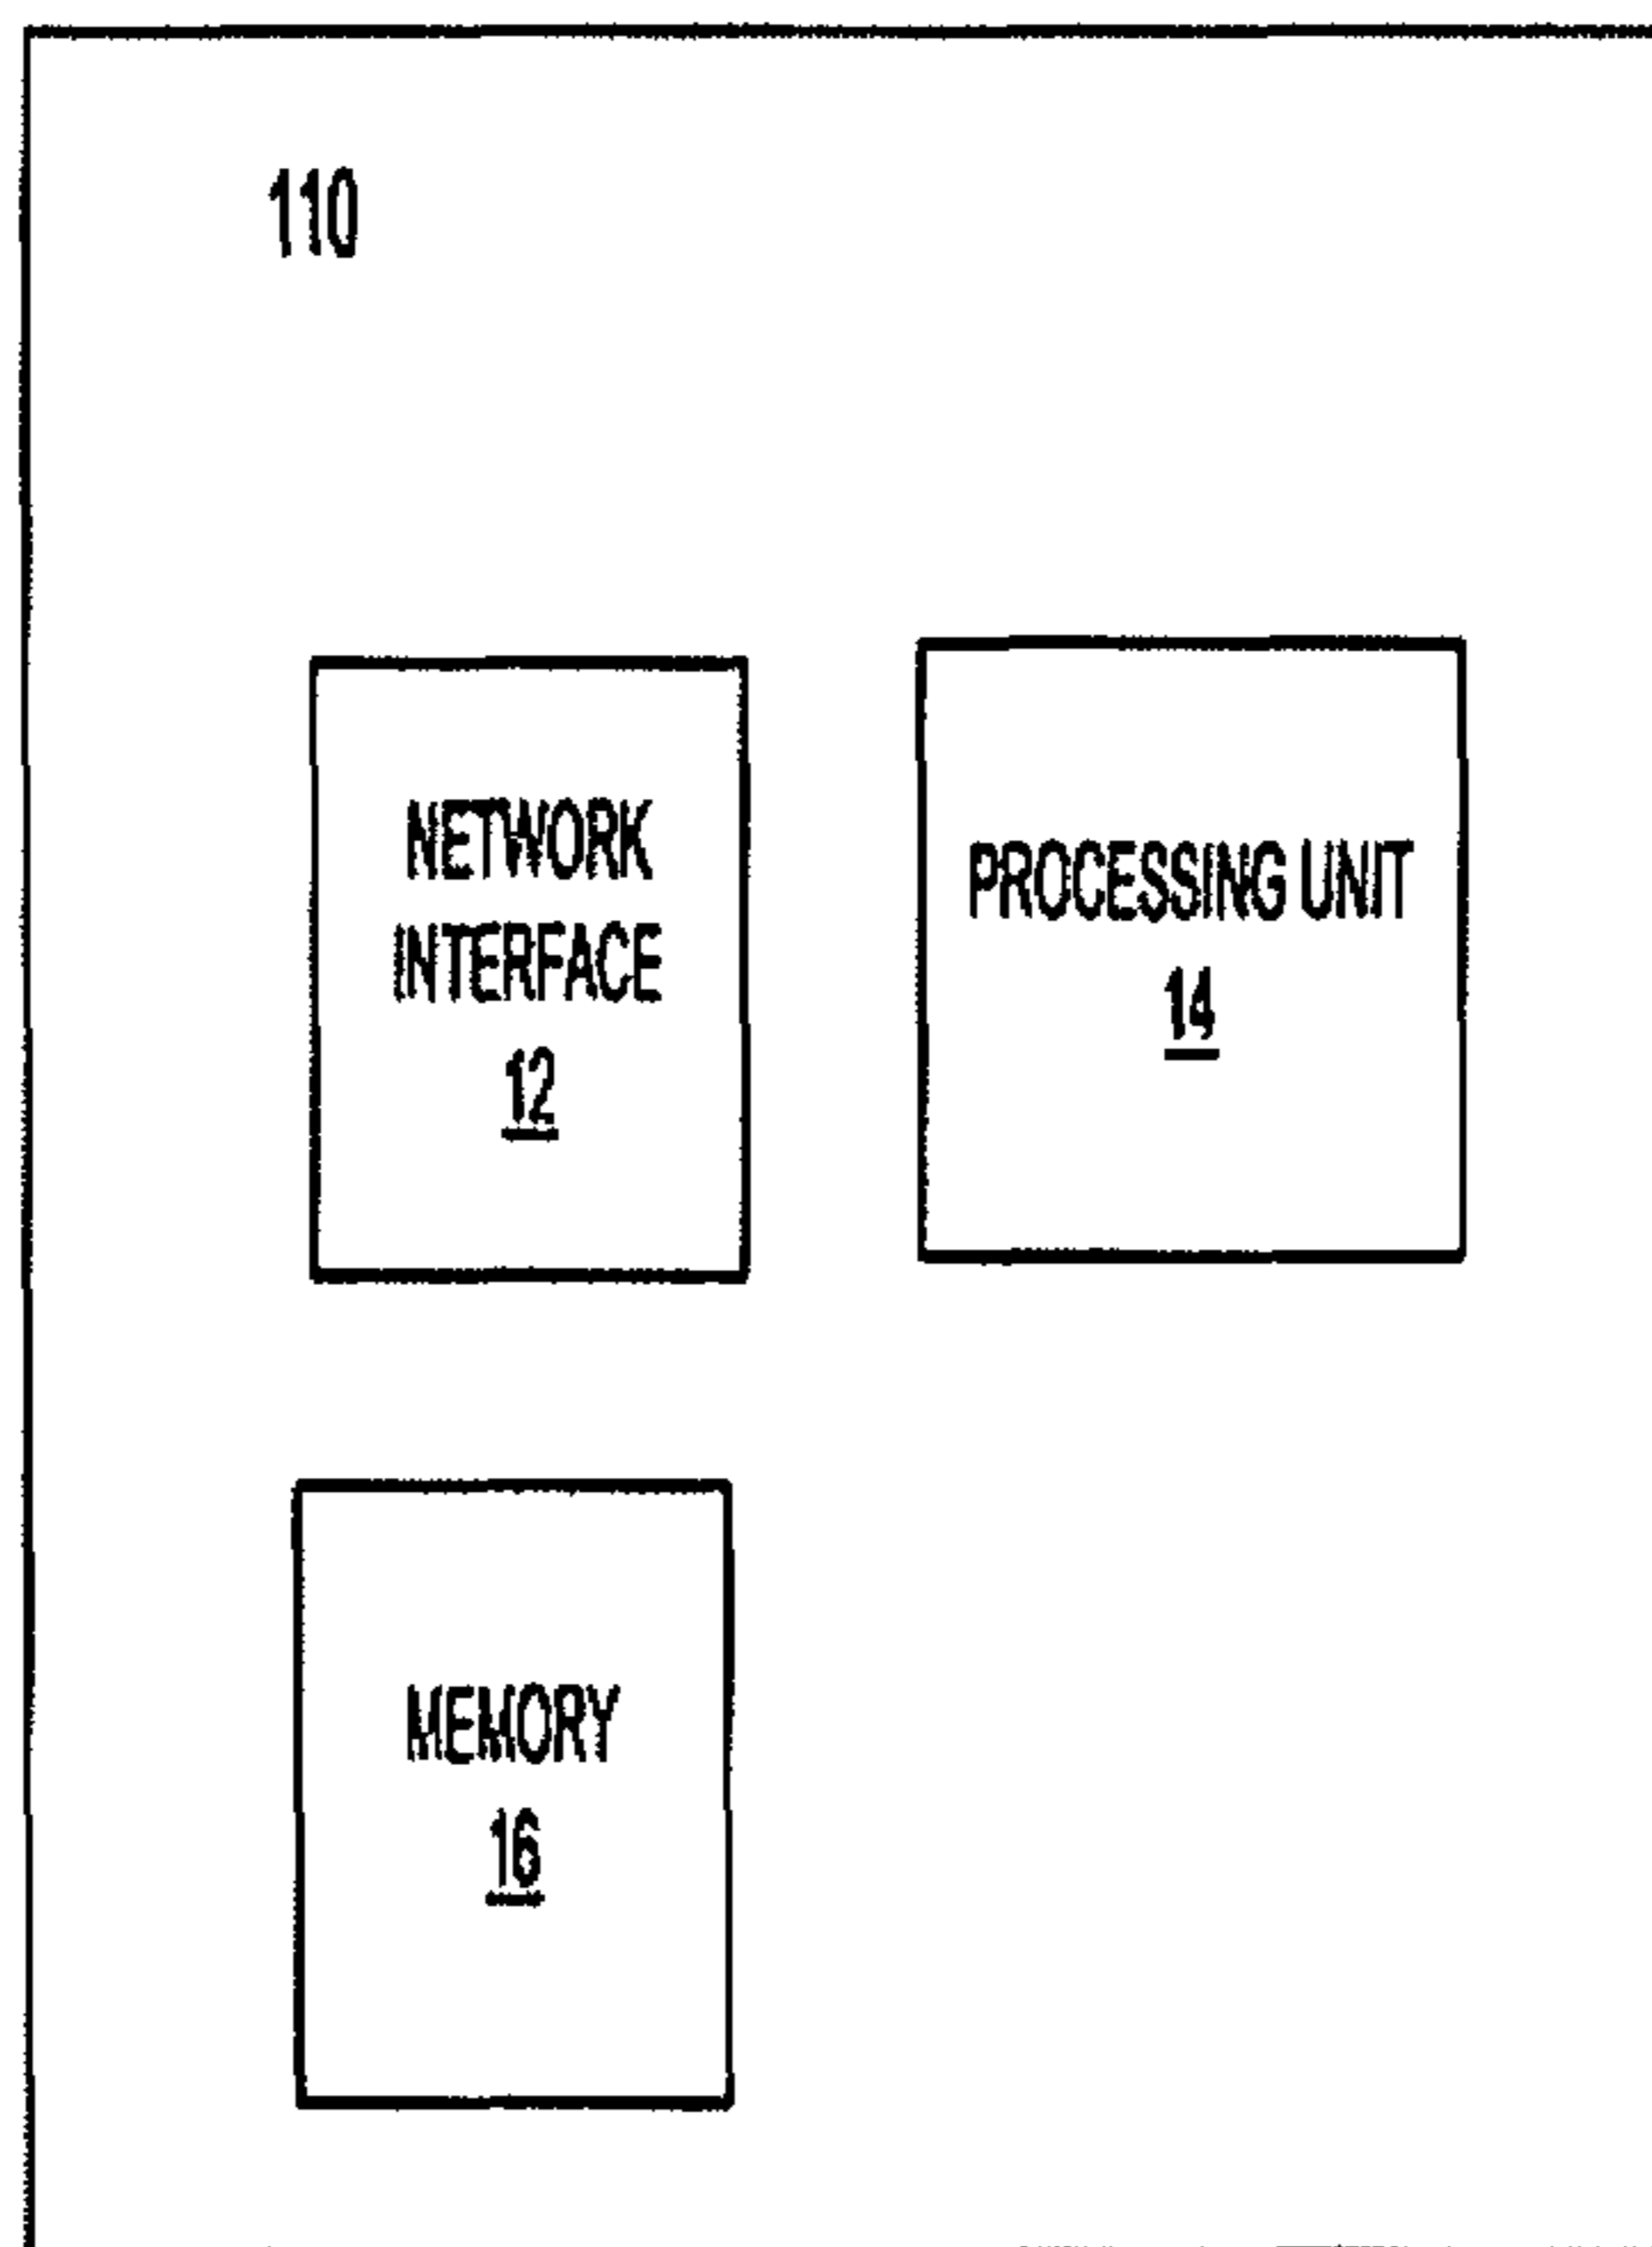 110
NETWORK
INTERFACE
12
PROCESSING UNIT
14
MEMORY
16